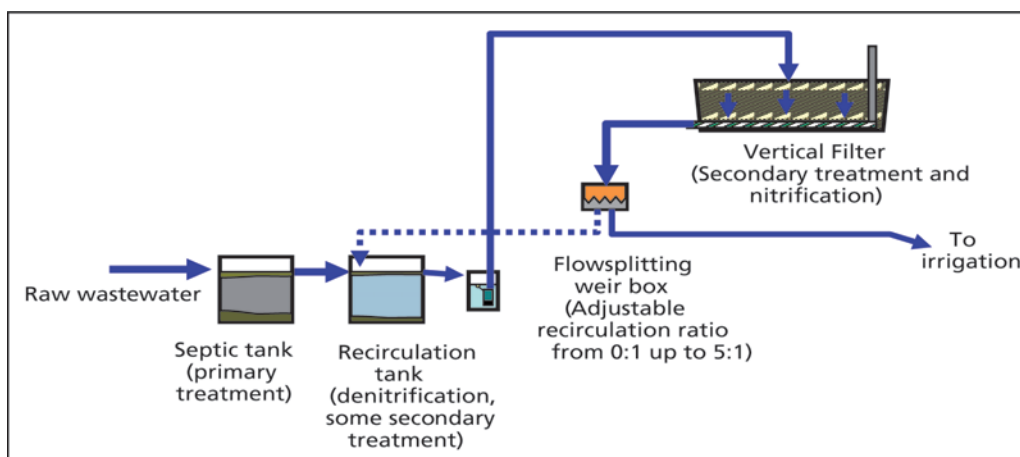 Vertical Filter
(Secondary treatment and
nitrification)
To
irrigation
Flowsplitting
weir box
(Adjustable
recirculation ratio
from 0:1 up to 5:1)
Raw wastewater
Septic tank
(primary
treatment)
Recirculation
tank
(denitrification,
some secondary
treatment)